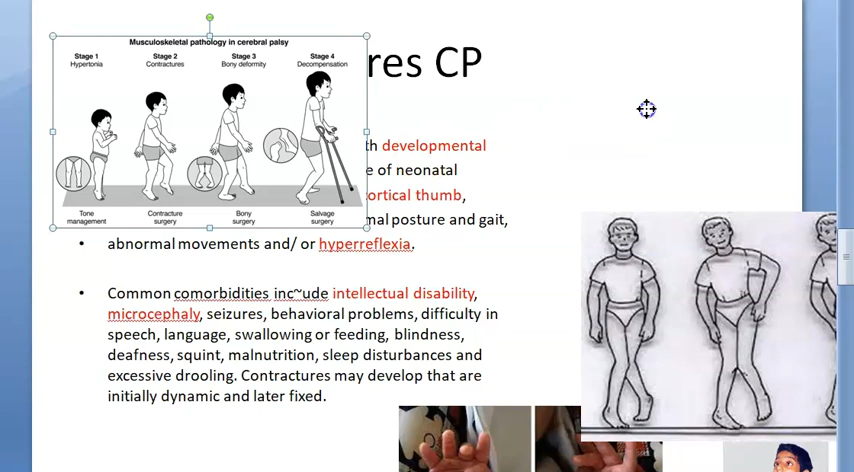 Musculoskeletal pathology in cerebral palsy
Stage 1 Stage 2 Stage 3 Stage 4
Hypertonia Contractures Bony deformity Decompensation
Tone management
Contracture surgery
Bony surgery
Salvage surgery
res CP
th developmental
e of neonatal
cortical thumb,
mal posture and gait,
• abnormal movements and/ or hyperreflexia.
• Common comorbidities inc~ude intellectual disability,
microcephaly, seizures, behavioral problems, difficulty in
speech, language, swallowing or feeding, blindness,
deafness, squint, malnutrition, sleep disturbances and
excessive drooling. Contractures may develop that are
initially dynamic and later fixed.